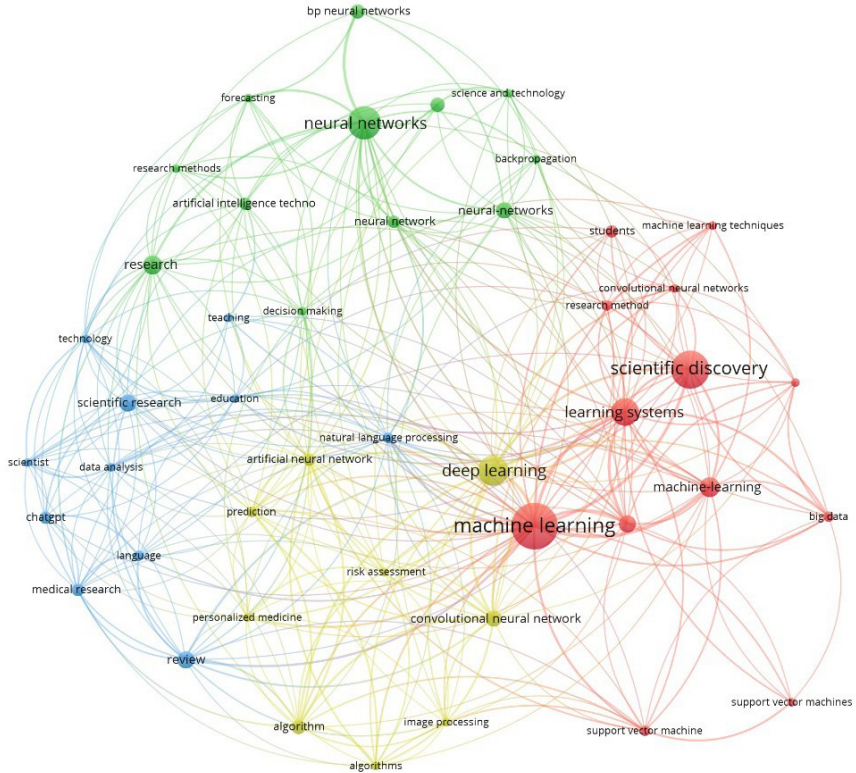 bp neural networks
science and technology
forecasting
neural networks
backpropagation
research methods
artificial intelligence techno
neural-networks
neural network
machine learning techniques
students
research
convolutional neural networks
research method
decision making
teaching
technology
scientific discovery
education
scientific research
learning systems
natural language processing
artificial neural network
scientist
data analysis
deep learning
machine-learning
prediction
chatgpt
big data
machine learning
language
risk assessment
medical research
personalized medicine
convolutional neural network
review
support vector machines
image processing
algorithm
support vector machine
algorithms